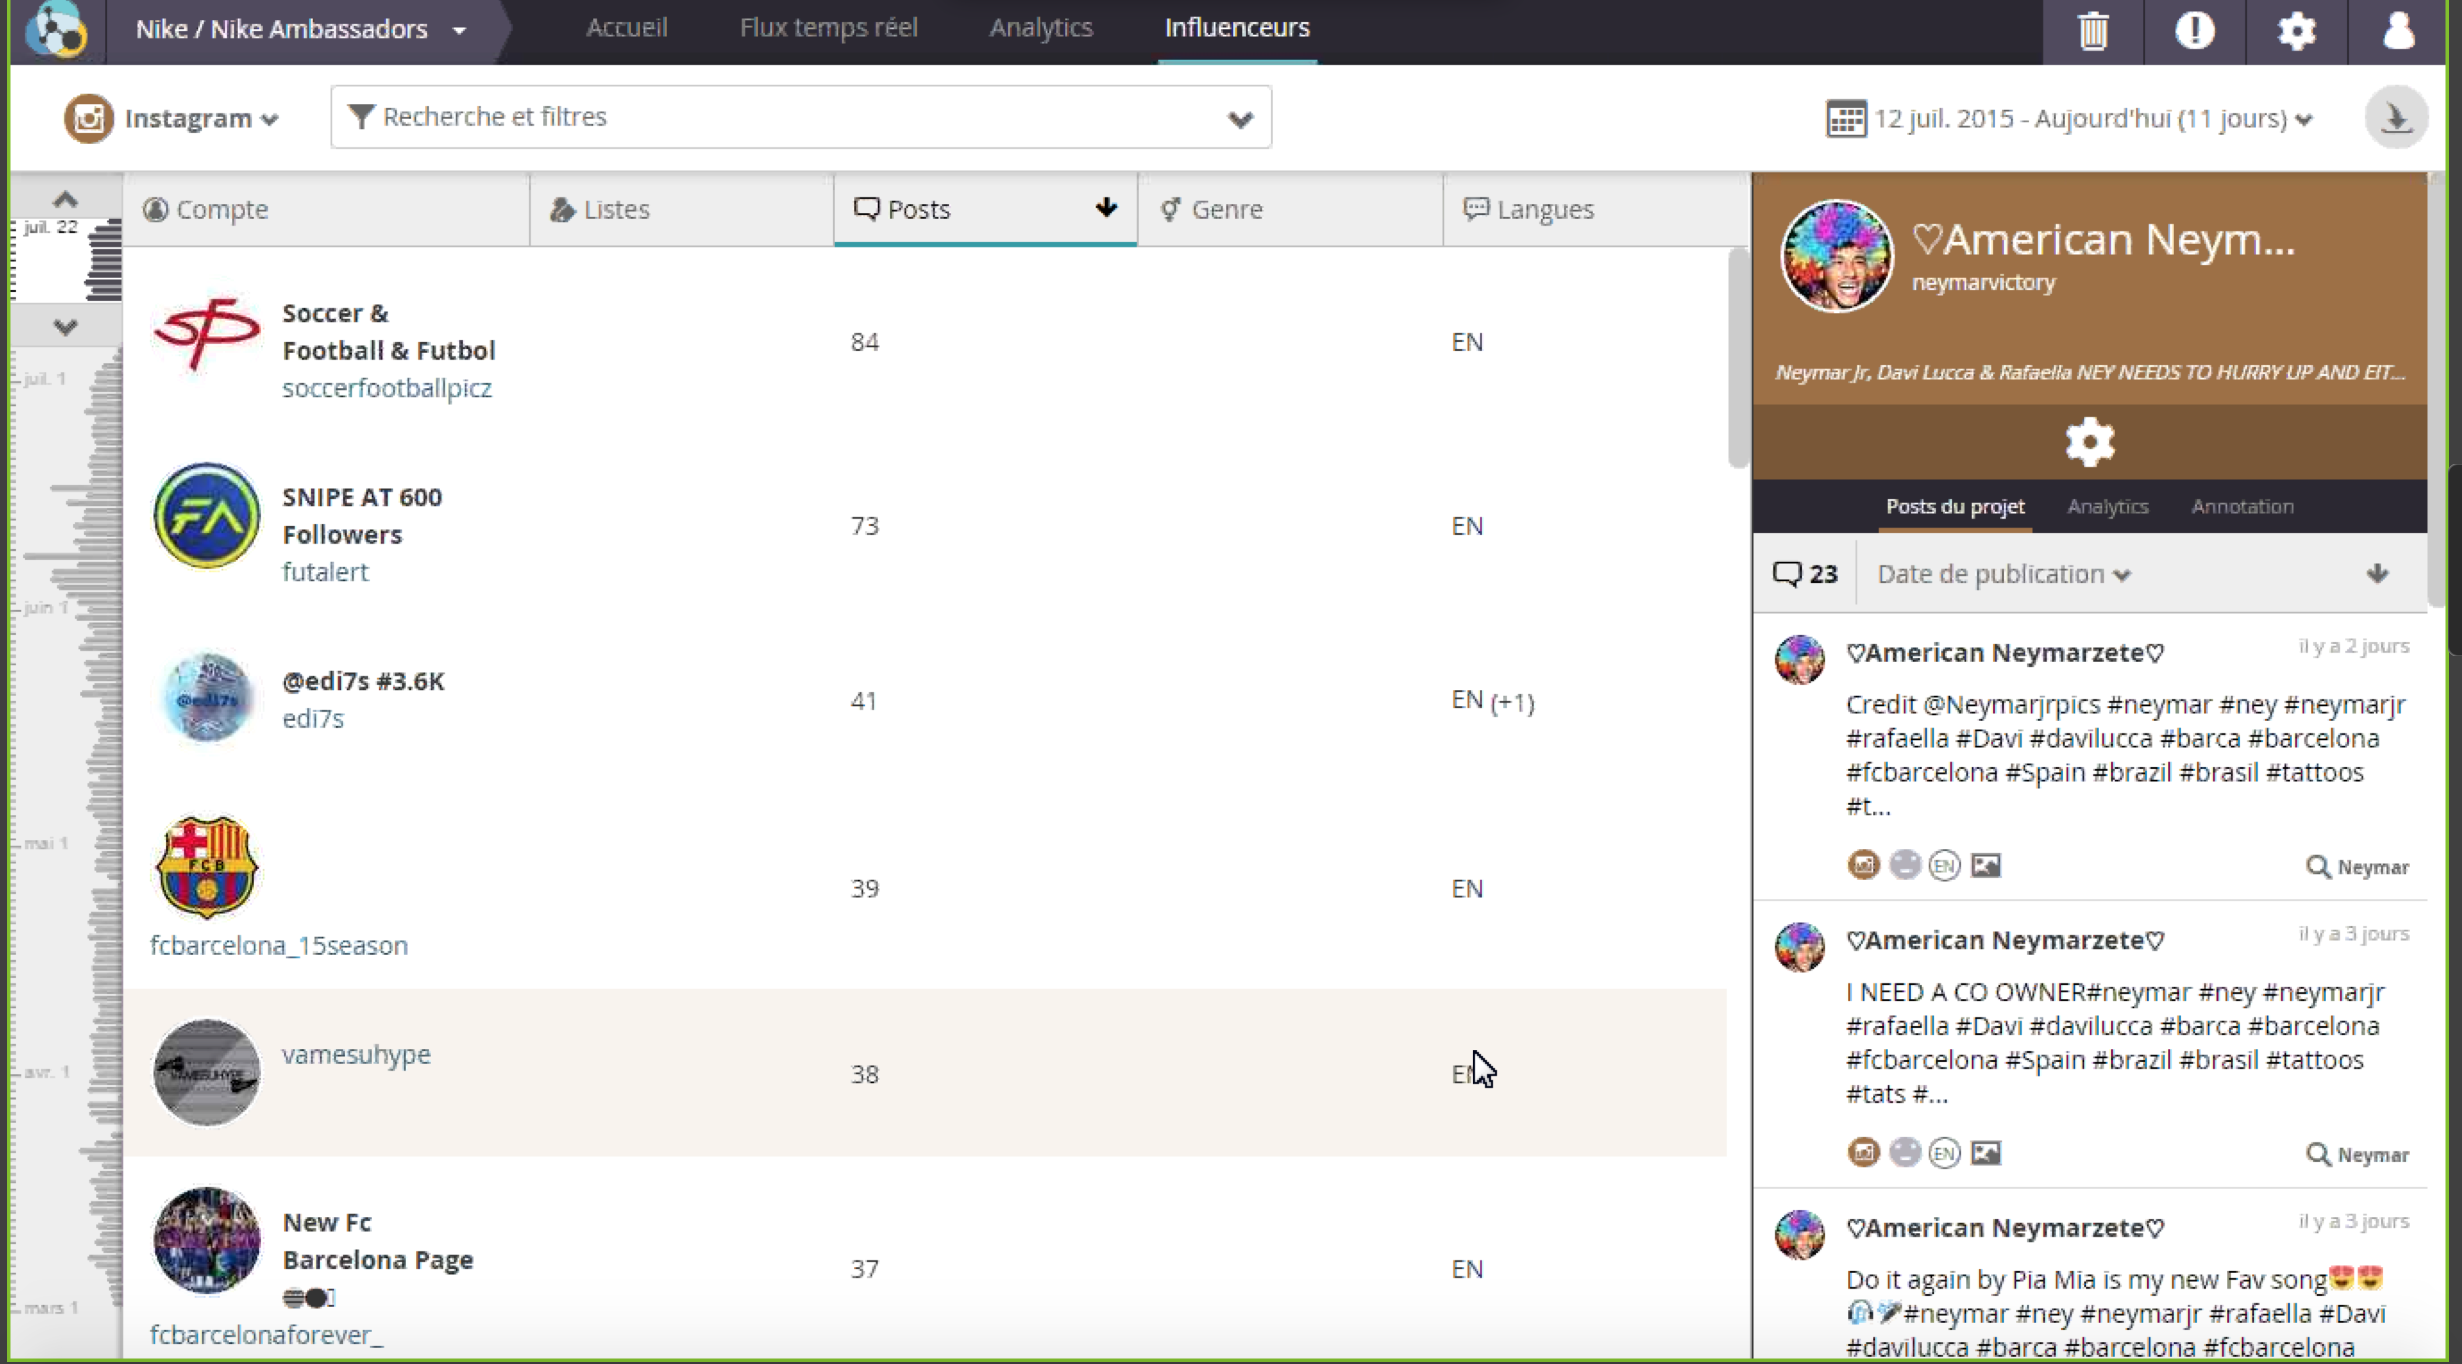 Nike / Nike Ambassadors
Accueil
Flux temps réel
Analytics
Influenceurs
Instagram
Recherche et filtres
12 juil. 2015 - Aujourd'hui (11 jours)
Compte
Listes
Posts
Genre
Langues
juil. 22
juil. 1
juin 1
mai 1
avr. 1
mars 1
Soccer &
Football & Futbol
soccerfootballpicz
84
EN
SNIPE AT 600
Followers
futalert
73
EN
@edi7s #3.6K
edi7s
41
EN (+1)
FCB
fcbarcelona_15season
39
EN
vamesuhype
38
EN
New Fc
Barcelona Page
fcbarcelonaforever_
37
EN
♡American Neym...
neymarvictory
Neymar Jr, Davi Lucca & Rafaella NEY NEEDS TO HURRY UP AND EIT...
Posts du projet
Analytics
Annotation
23
Date de publication
♡American Neymarzete♡
il y a 2 jours
Credit @Neymarjrpics #neymar #ney #neymarjr
#rafaella #Davi #davilucca #barca #barcelona
#fcbarcelona #Spain #brazil #brasil #tattoos
#t...
EN
Neymar
♡American Neymarzete♡
il y a 3 jours
I NEED A CO OWNER#neymar #ney #neymarjr
#rafaella #Davi #davilucca #barca #barcelona
#fcbarcelona #Spain #brazil #brasil #tattoos
#tats #...
EN
Neymar
♡American Neymarzete♡
il y a 3 jours
Do it again by Pia Mia is my new Fav song😍😍
🎧🎤#neymar #ney #neymarjr #rafaella #Davi
#davilucca #barca #barcelona #fcbarcelona